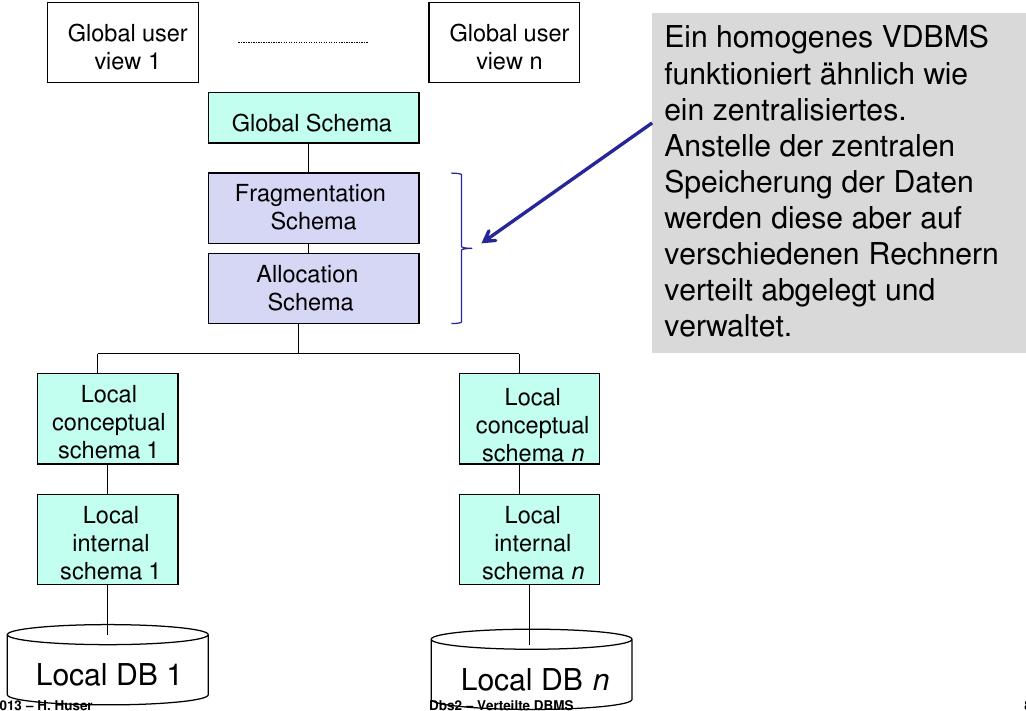 Global user
view 1
Global user
view n
Ein homogenes VDBMS
funktioniert ähnlich wie
ein zentralisiertes.
Anstelle der zentralen
Speicherung der Daten
werden diese aber auf
verschiedenen Rechnern
verteilt abgelegt und
verwaltet.
Global Schema
Fragmentation
Schema
Allocation
Schema
Local
conceptual
schema 1
Local
conceptual
schema n
Local
internal
schema 1
Local
internal
schema n
Local DB 1
Local DB n
013 – H. Huser
Dbs2 – Verteilte DBMS